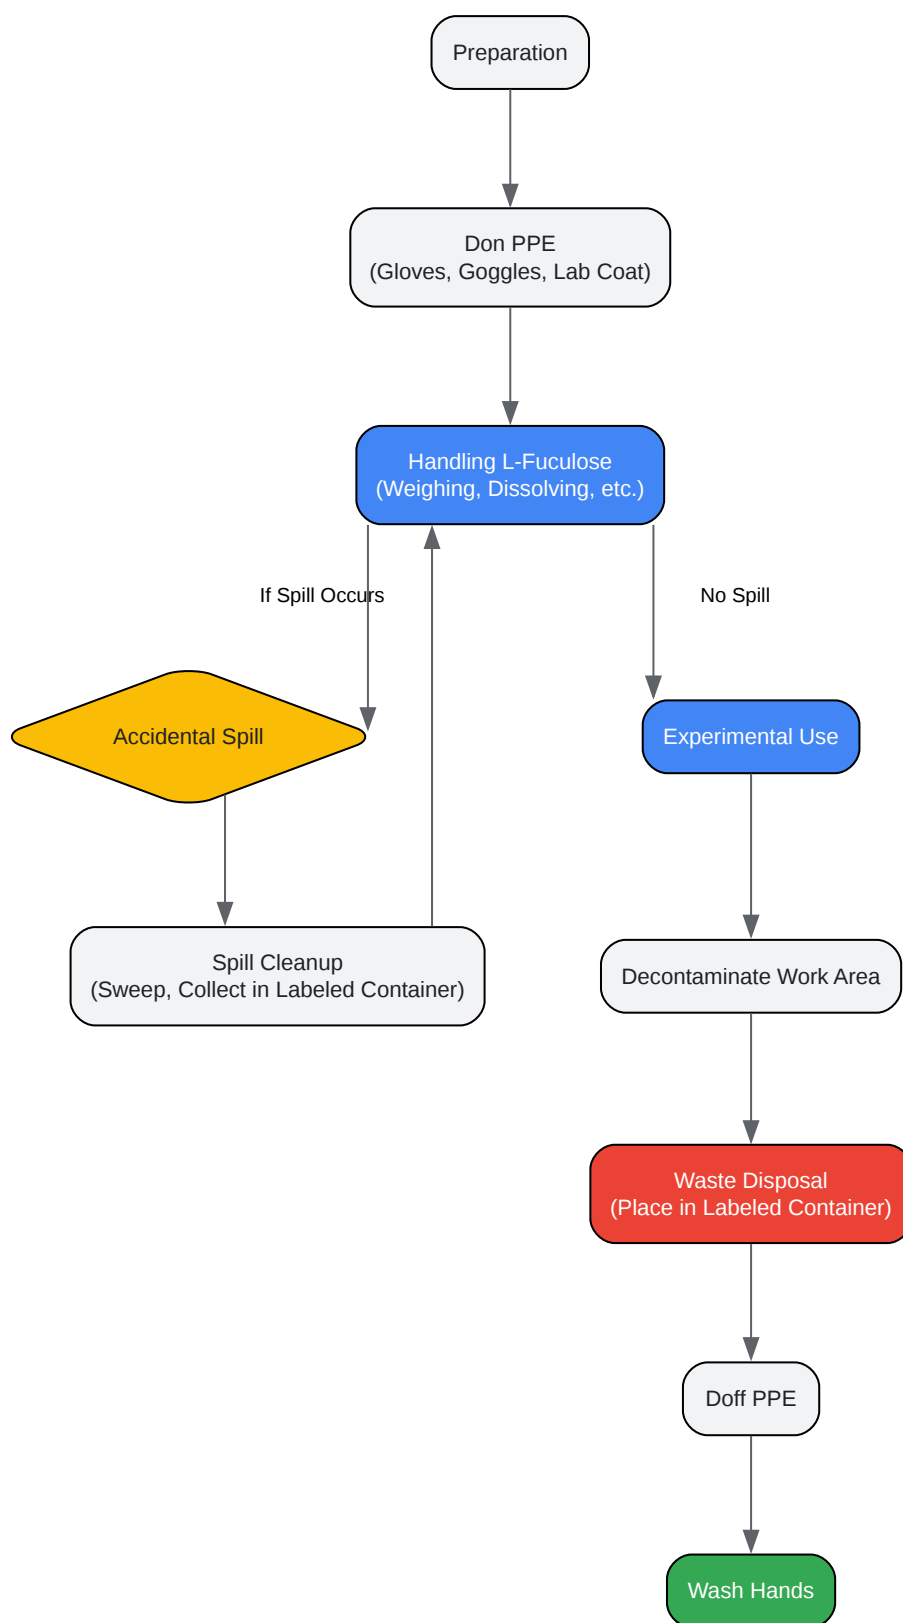 Preparation
Don PPE
(Gloves, Goggles, Lab Coat)
Handling L-Fuculose
(Weighing, Dissolving, etc.)
If Spill Occurs
No Spill
Accidental Spill
Experimental Use
Spill Cleanup
(Sweep, Collect in Labeled Container)
Decontaminate Work Area
Waste Disposal
(Place in Labeled Container)
Doff PPE
Wash Hands